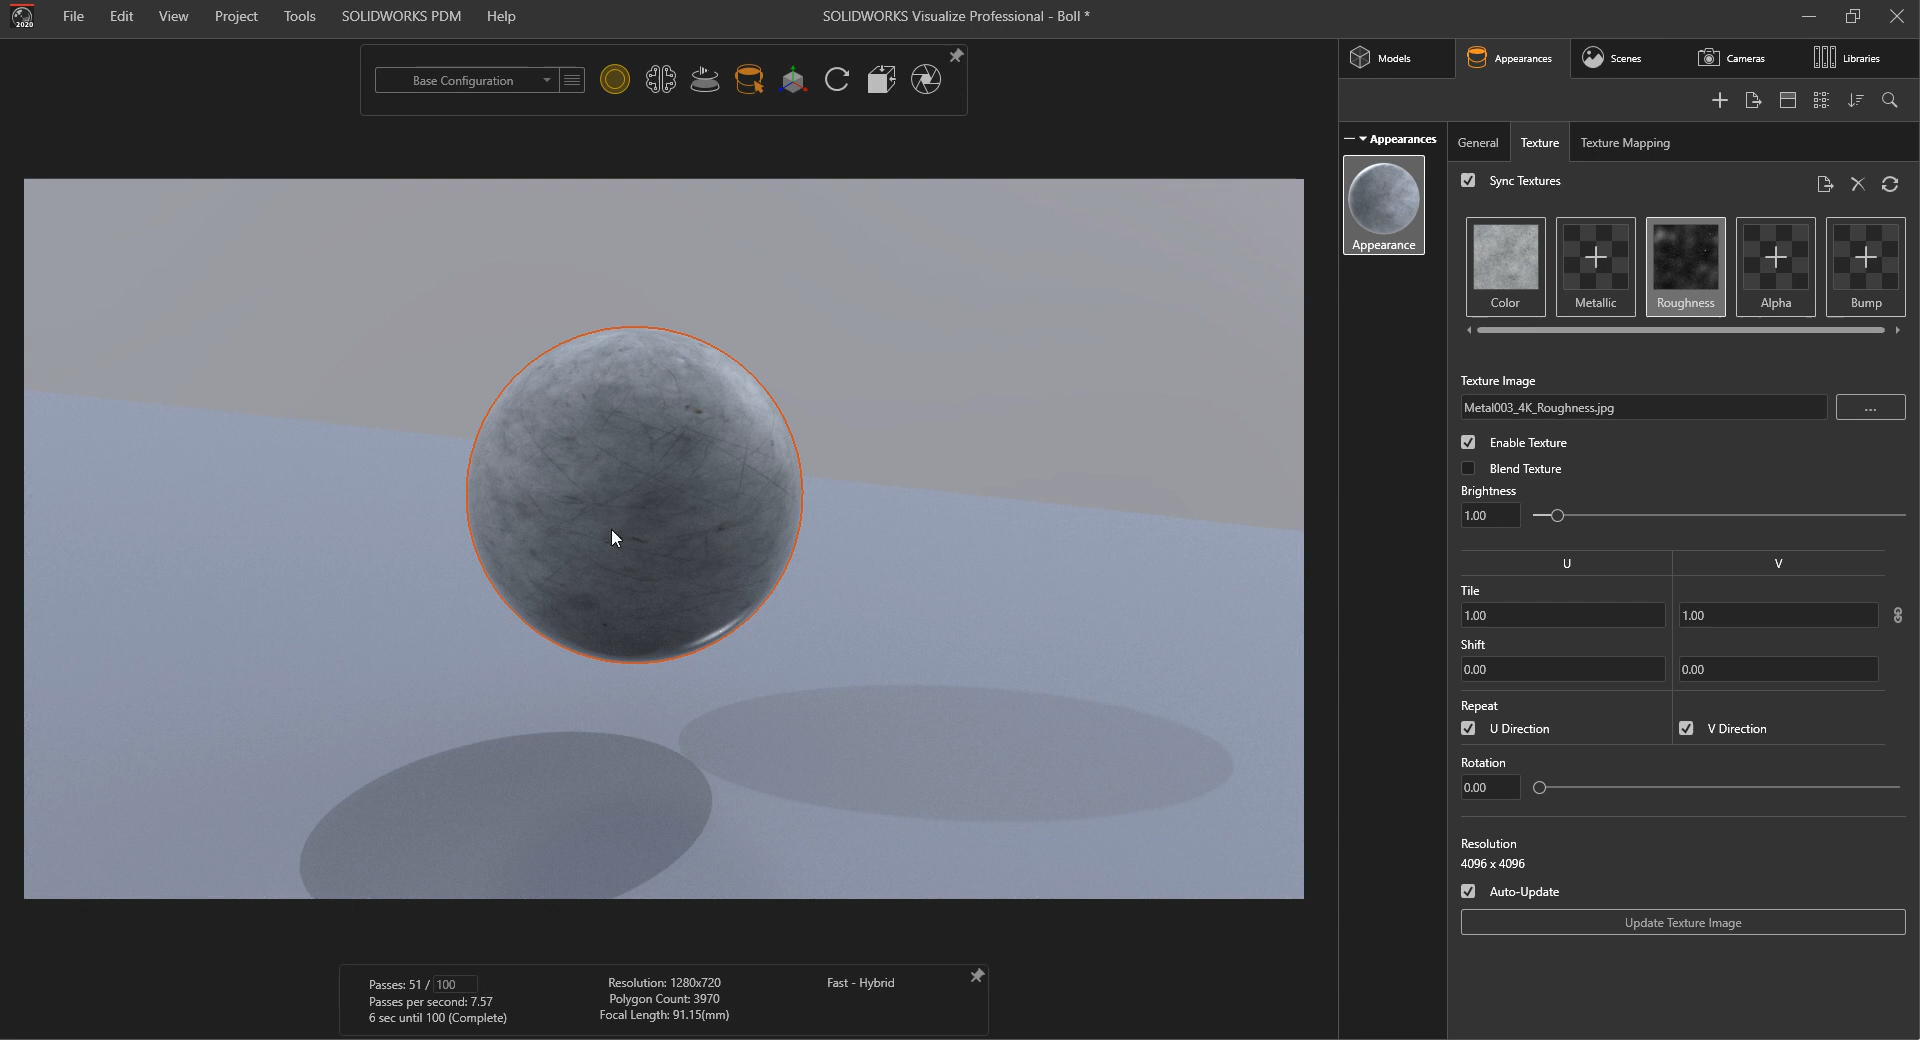 2020
File Edit View Project Tools SOLIDWORKS PDM Help
SOLIDWORKS Visualize Professional - Boll *
Base Configuration
Models Appearances Scenes Cameras Libraries
Appearances
Appearance
General Texture Texture Mapping
Sync Textures
Color Metallic Roughness Alpha Bump
Texture Image
Metal003_4K_Roughness.jpg ...
Enable Texture
Blend Texture
Brightness
1.00
U V
Tile
1.00 1.00
Shift
0.00 0.00
Repeat
U Direction V Direction
Rotation
0.00
Resolution
4096 x 4096
Auto-Update
Update Texture Image
Passes: 51 / 100
Passes per second: 7.57
6 sec until 100 (Complete)
Resolution: 1280x720
Polygon Count: 3970
Focal Length: 91.15(mm)
Fast - Hybrid